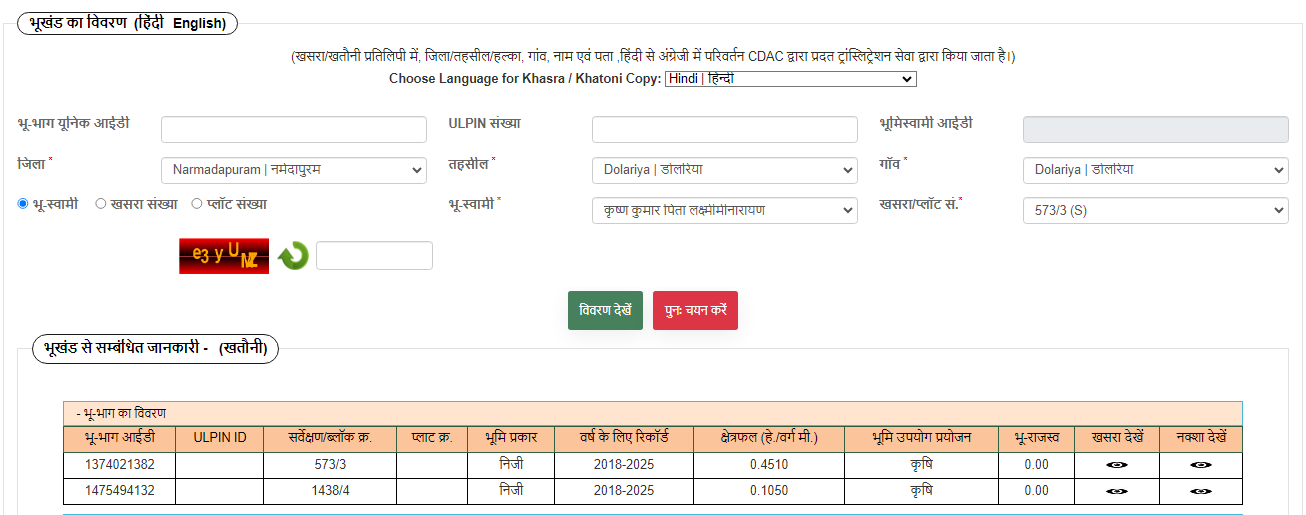 भूखंड का विवरण (हिंदी English)
(खसरा/खतौनी प्रतिलिपी में, जिला/तहसील/हल्का, गांव, नाम एवं पता ,हिंदी से अंग्रेजी में परिवर्तन CDAC द्वारा प्रदत ट्रांस्लिट्रेशन सेवा द्वारा किया जाता है।)
Choose Language for Khasra / Khatoni Copy: Hindi | हिन्दी
भू-भाग यूनिक आईडी ULPIN संख्या भूमिस्वामी आईडी
जिला * Narmadapuram | नर्मदापुरम तहसील * Dolariya | डोलरिया गाँव * Dolariya | डोलरिया
भू-स्वामी खसरा संख्या प्लॉट संख्या भू-स्वामी * कृष्ण कुमार पिता लक्ष्मीमीनारायण खसरा/प्लॉट सं.* 573/3 (S)
e3 y U M Z
विवरण देखें पुनः चयन करें
भूखंड से सम्बंधित जानकारी - (खतौनी)
- भू-भाग का विवरण
भू-भाग आईडी ULPIN ID सर्वेक्षण/ब्लॉक क्र. प्लाट क्र. भूमि प्रकार वर्ष के लिए रिकॉर्ड क्षेत्रफल (हे./वर्ग मी.) भूमि उपयोग प्रयोजन भू-राजस्व खसरा देखें नक्शा देखें
1374021382 573/3 निजी 2018-2025 0.4510 कृषि 0.00
1475494132 1438/4 निजी 2018-2025 0.1050 कृषि 0.00